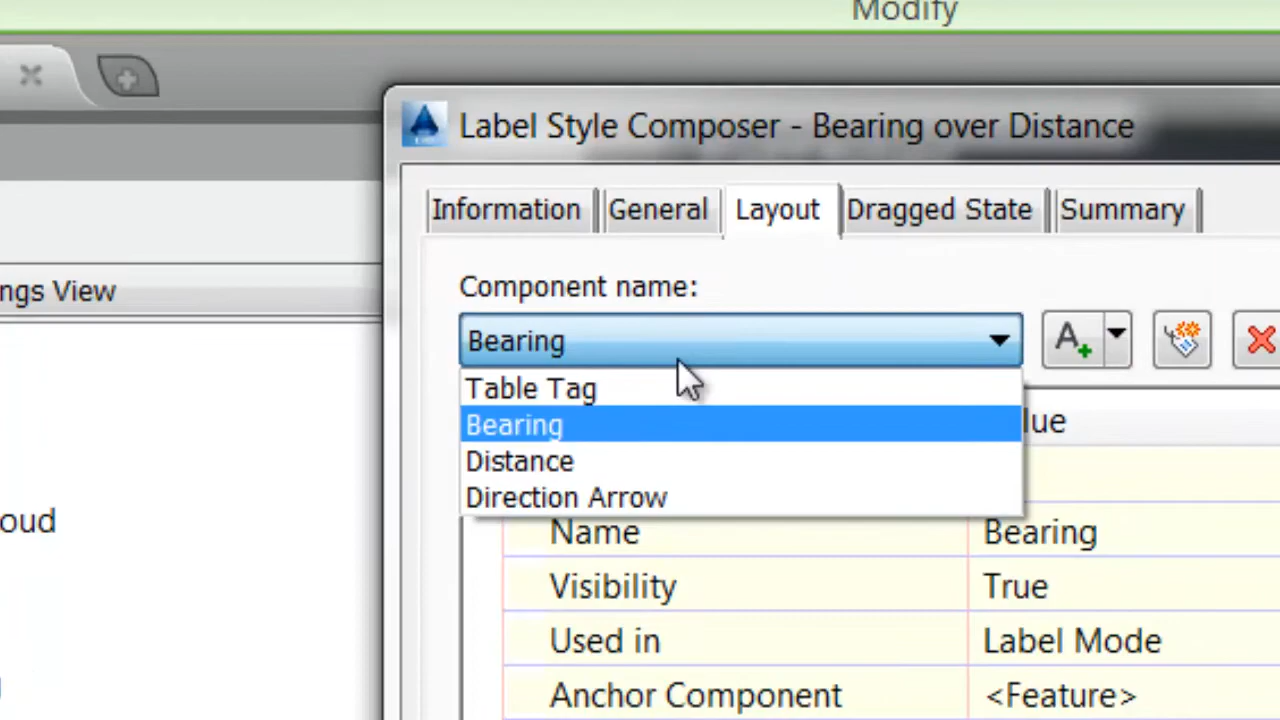 Modify
Label Style Composer - Bearing over Distance
Information General Layout Dragged State Summary
ngs View
Component name:
Bearing
Table Tag
Bearing
lue
Distance
Direction Arrow
oud
Name Bearing
Visibility True
Used in Label Mode
Anchor Component <Feature>